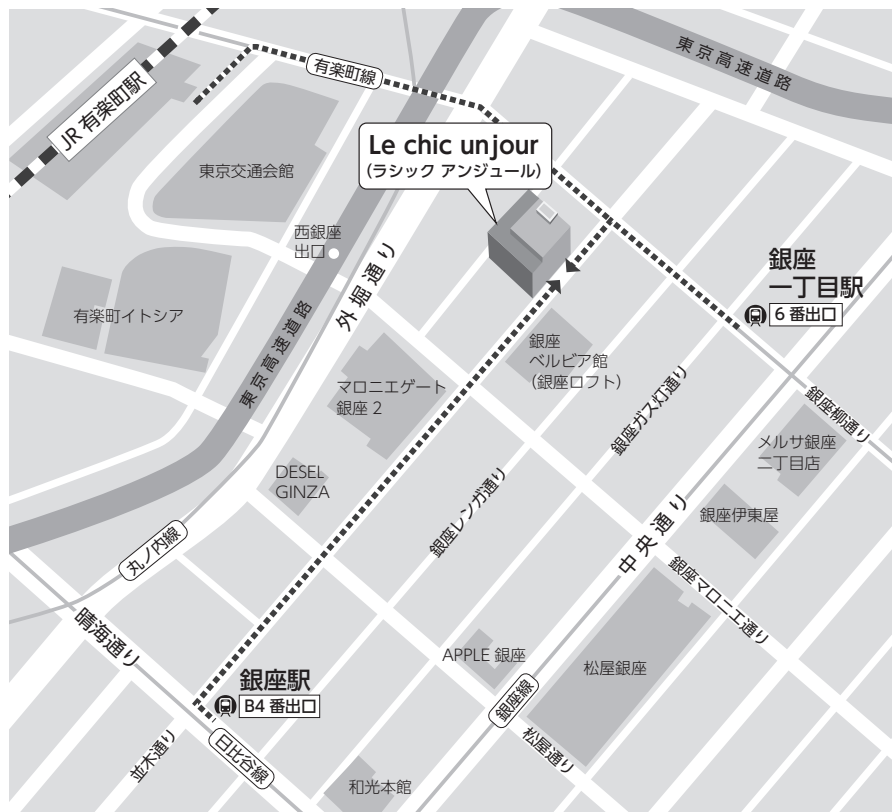 JR 有楽町駅
有楽町線
東京高速道路
Le chic unjour
(ラシック アンジュール)
東京交通会館
西銀座
出口
外堀通り
銀座
一丁目駅
6 番出口
有楽町イトシア
東京高速道路
銀座
ベルビア館
(銀座ロフト)
マロニエゲート
銀座 2
銀座ガス灯通り
銀座柳通り
メルサ銀座
二丁目店
DESEL
GINZA
銀座レンガ通り
銀座伊東屋
中央通り
丸ノ内線
銀座マロニエ通り
晴海通り
APPLE 銀座
松屋銀座
銀座駅
B4 番出口
銀座線
松屋通り
並木通り
日比谷線
和光本館